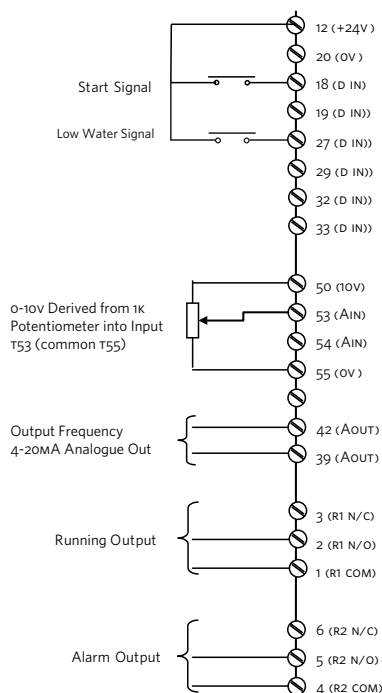 12 (+24V)
20 (0V)
Start Signal
18 (D IN)
19 (D IN))
Low Water Signal
27 (D IN))
29 (D IN))
32 (D IN))
33 (D IN))
50 (10V)
0-10V Derived from 1K
Potentiometer into Input
T53 (common T55)
53 (AIN)
54 (AIN)
55 (0V)
Output Frequency
4-20MA Analogue Out
42 (AOUT)
39 (AOUT)
3 (R1 N/C)
Running Output
2 (R1 N/O)
1 (R1 COM)
6 (R2 N/C)
Alarm Output
5 (R2 N/O)
4 (R2 COM)